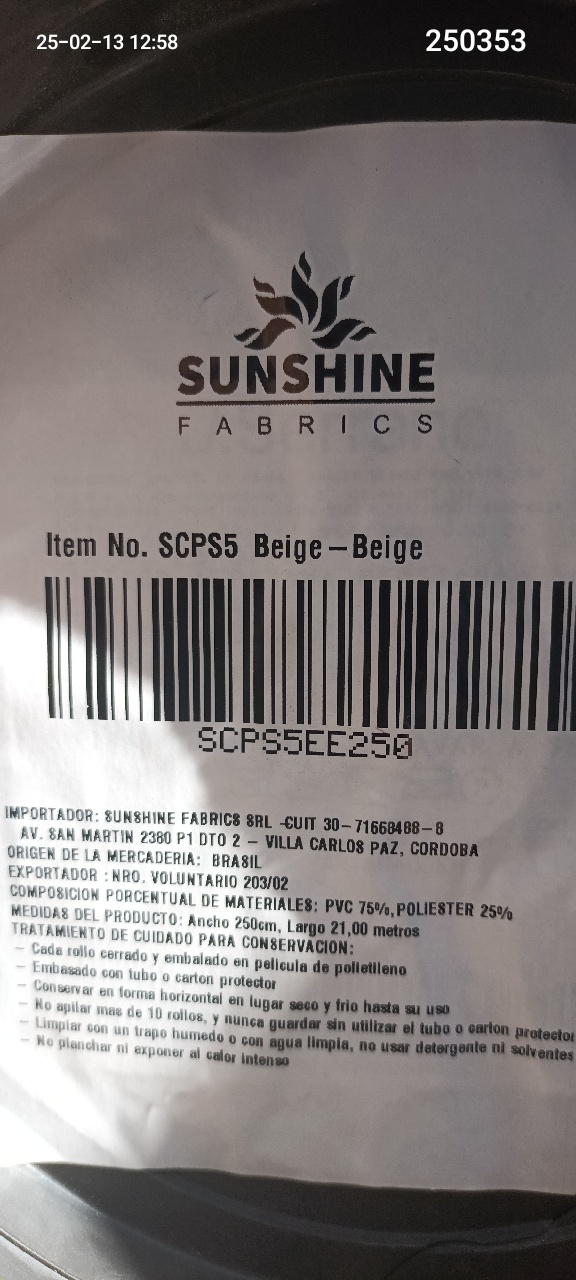 25-02-13 12:58
250353
SUNSHINE
FABRICS
Item No. SCPS5 Beige-Beige
SCPS5EE250
IMPORTADOR: SUNSHINE FABRICS SRL -CUIT 30-71668488-8
AV. SAN MARTIN 2380 P1 DTO 2 - VILLA CARLOS PAZ, CORDOBA
ORIGEN DE LA MERCADERIA: BRASIL
EXPORTADOR : NRO. VOLUNTARIO 203/02
COMPOSICION PORCENTUAL DE MATERIALES: PVC 75%, POLIESTER 25%
MEDIDAS DEL PRODUCTO: Ancho 250cm, Largo 21,00 metros
TRATAMIENTO DE CUIDADO PARA CONSERVACION:
- Cada rollo cerrado y embalado en pelicula de polietileno
- Embasado con tubo o carton protector
- Conservar en forma horizontal en lugar seco y frio hasta su uso
- No apilar mas de 10 rollos, y nunca guardar sin utilizar el tubo o carton protector
- Limpiar con un trapo humedo o con agua limpia, no usar detergente ni solventes
- No planchar ni exponer al calor intenso